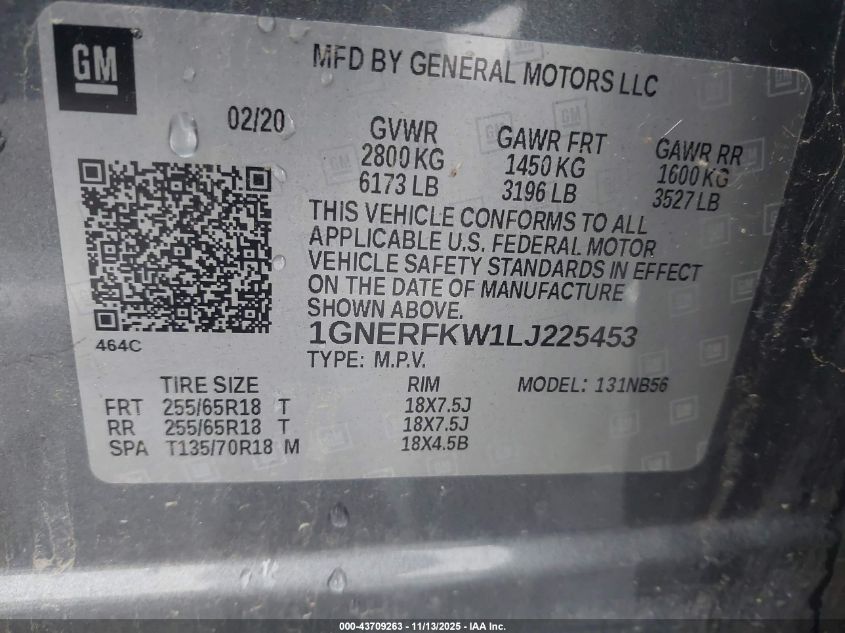 GM
MFD BY GENERAL MOTORS LLC
02/20
GVWR
2800 KG
6173 LB
GAWR FRT
1450 KG
3196 LB
GAWR RR
1600 KG
3527 LB
THIS VEHICLE CONFORMS TO ALL
APPLICABLE U.S. FEDERAL MOTOR
VEHICLE SAFETY STANDARDS IN EFFECT
ON THE DATE OF MANUFACTURE
SHOWN ABOVE.
464C
1GNERFKW1LJ225453
TYPE: M.P.V.
TIRE SIZE RIM MODEL: 131NB56
FRT 255/65R18 T 18X7.5J
RR 255/65R18 T 18X7.5J
SPA T135/70R18 M 18X4.5B
000-43709263 - 11/13/2025 - IAA Inc.